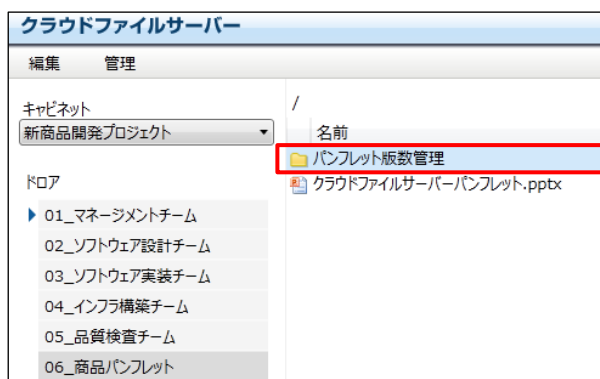 クラウドファイルサーバー
編集 管理
キャビネット
新商品開発プロジェクト
ドロア
01_マネージメントチーム
02_ソフトウェア設計チーム
03_ソフトウェア実装チーム
04_インフラ構築チーム
05_品質検査チーム
06_商品パンフレット
/
名前
パンフレット版数管理
クラウドファイルサーバーパンフレット.pptx